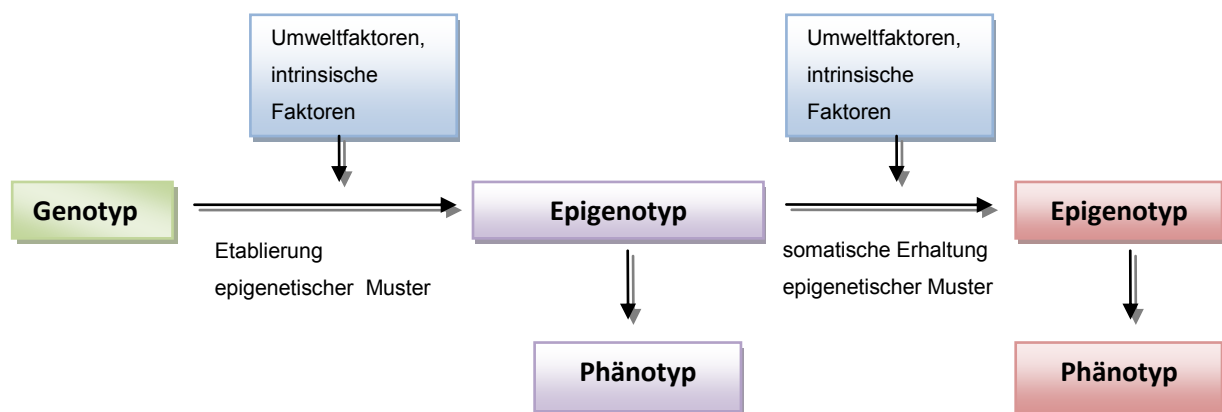 Umweltfaktoren,
intrinsische
Faktoren
Umweltfaktoren,
intrinsische
Faktoren
Genotyp
Epigenotyp
Epigenotyp
Etablierung
epigenetischer Muster
somatische Erhaltung
epigenetischer Muster
Phänotyp
Phänotyp